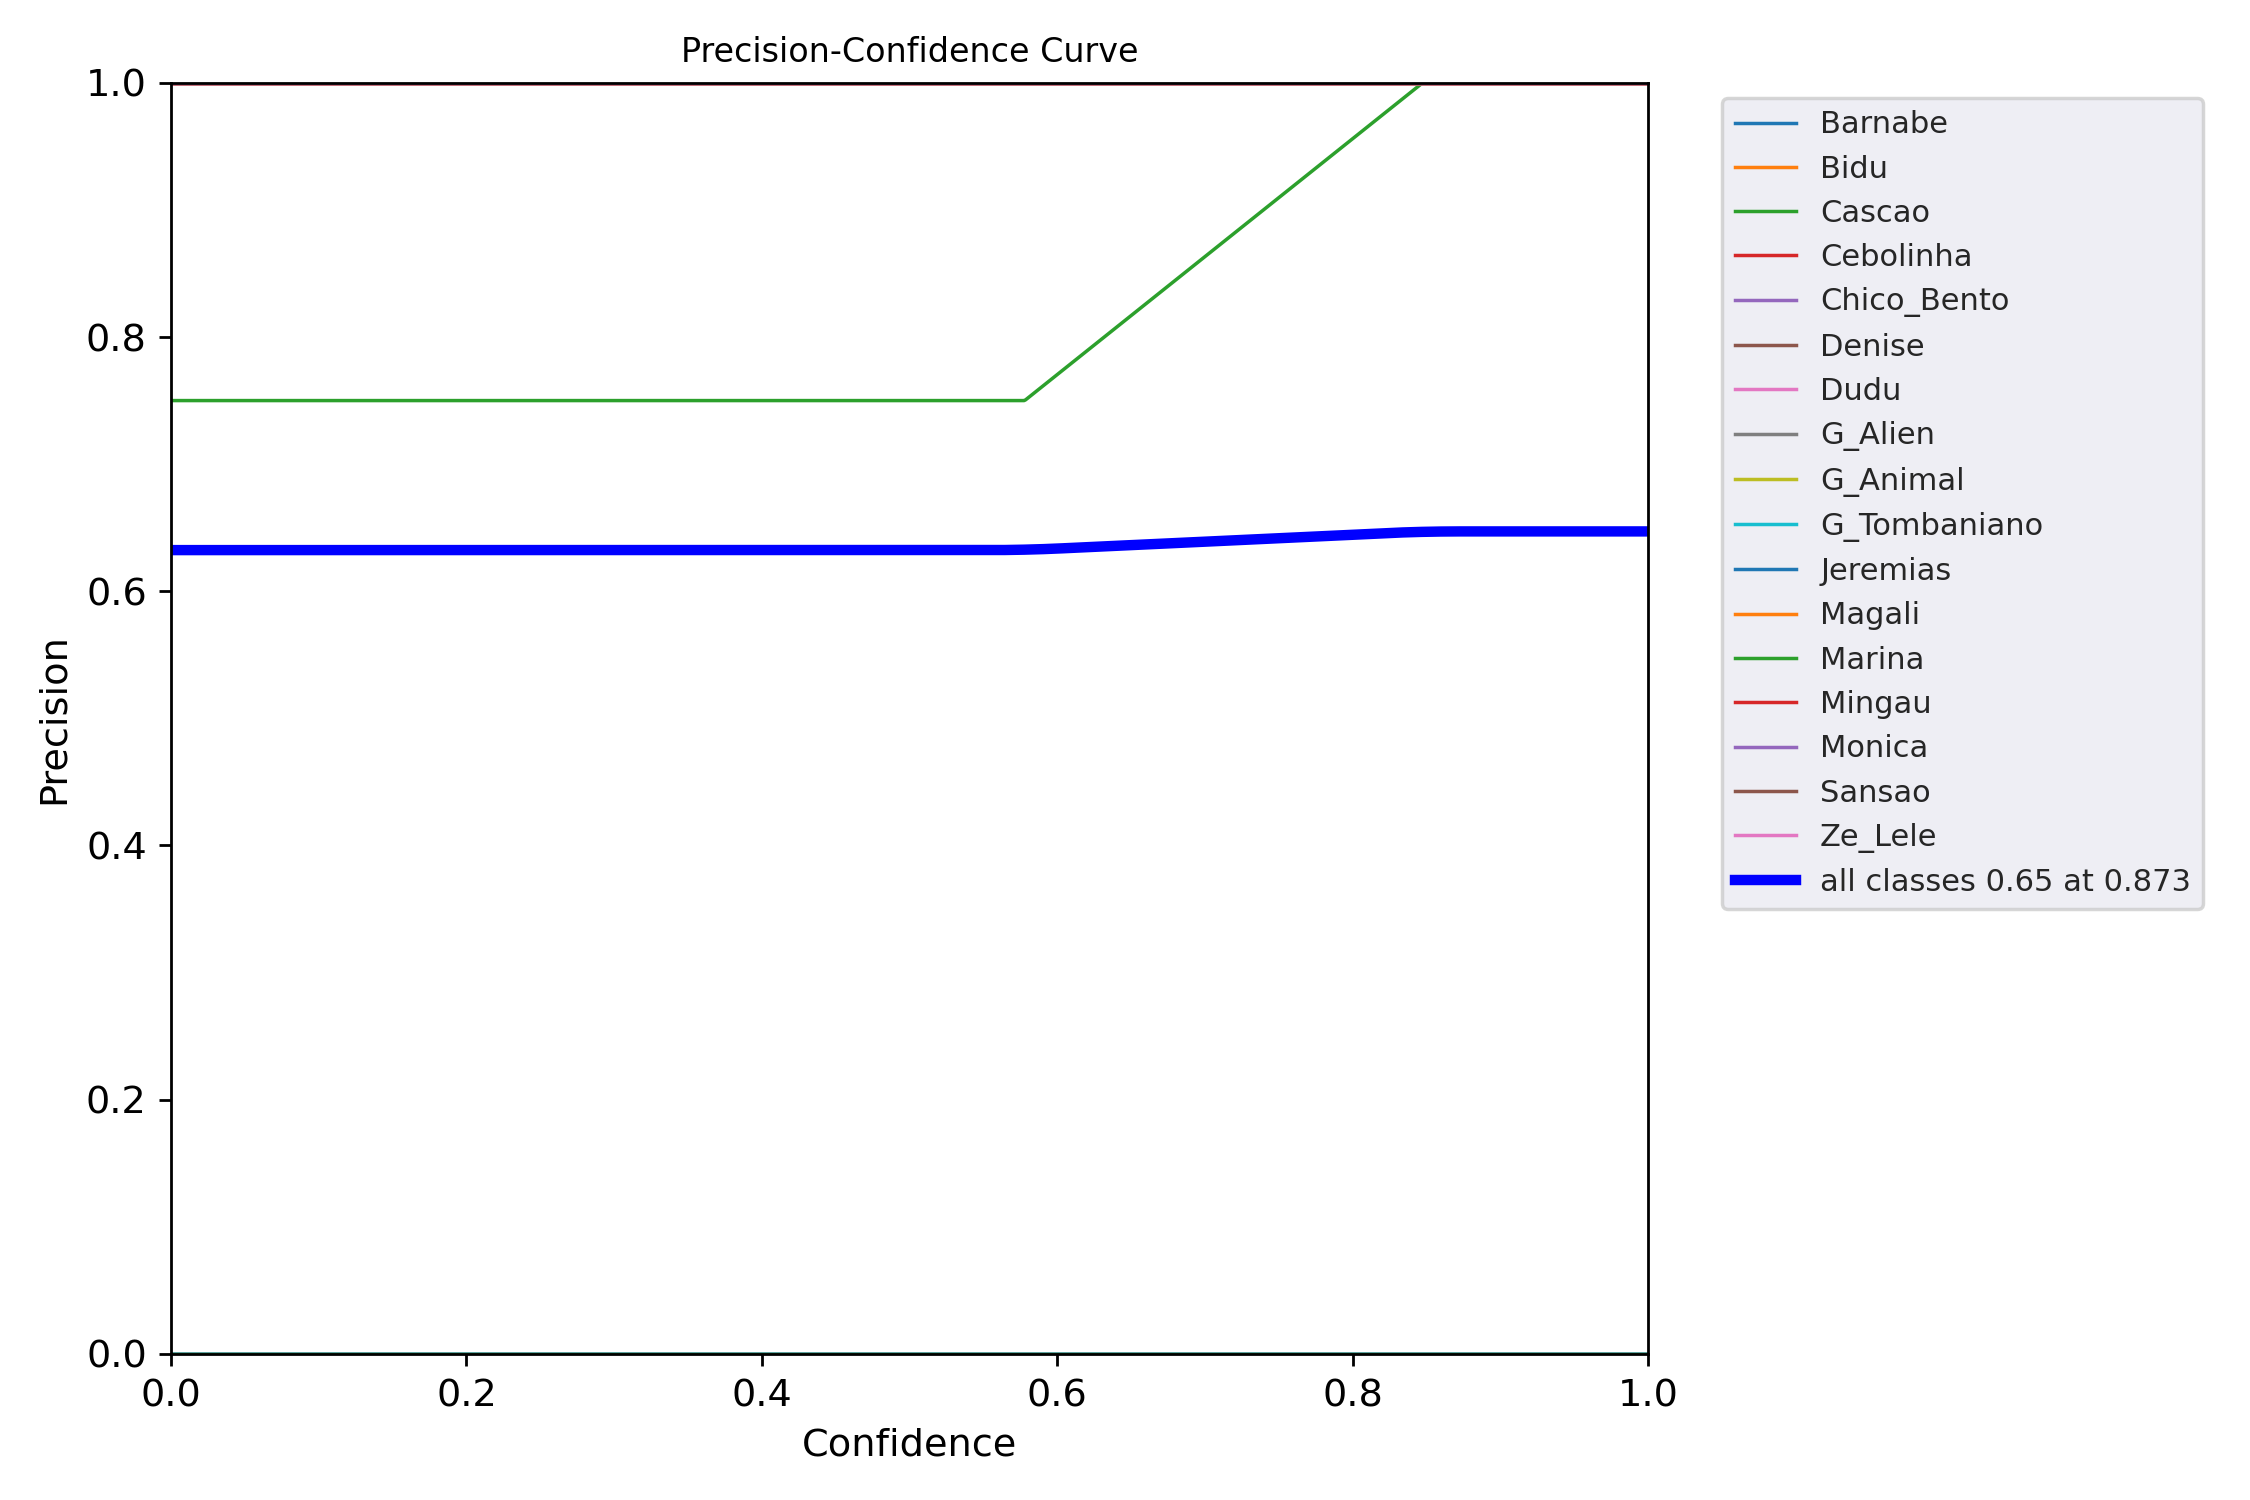 Precision-Confidence Curve
1.0
0.8
0.6
0.4
0.2
0.0
Precision
0.0 0.2 0.4 0.6 0.8 1.0
Confidence
Barnabe
Bidu
Cascao
Cebolinha
Chico_Bento
Denise
Dudu
G_Alien
G_Animal
G_Tombaniano
Jeremias
Magali
Marina
Mingau
Monica
Sansao
Ze_Lele
all classes 0.65 at 0.873